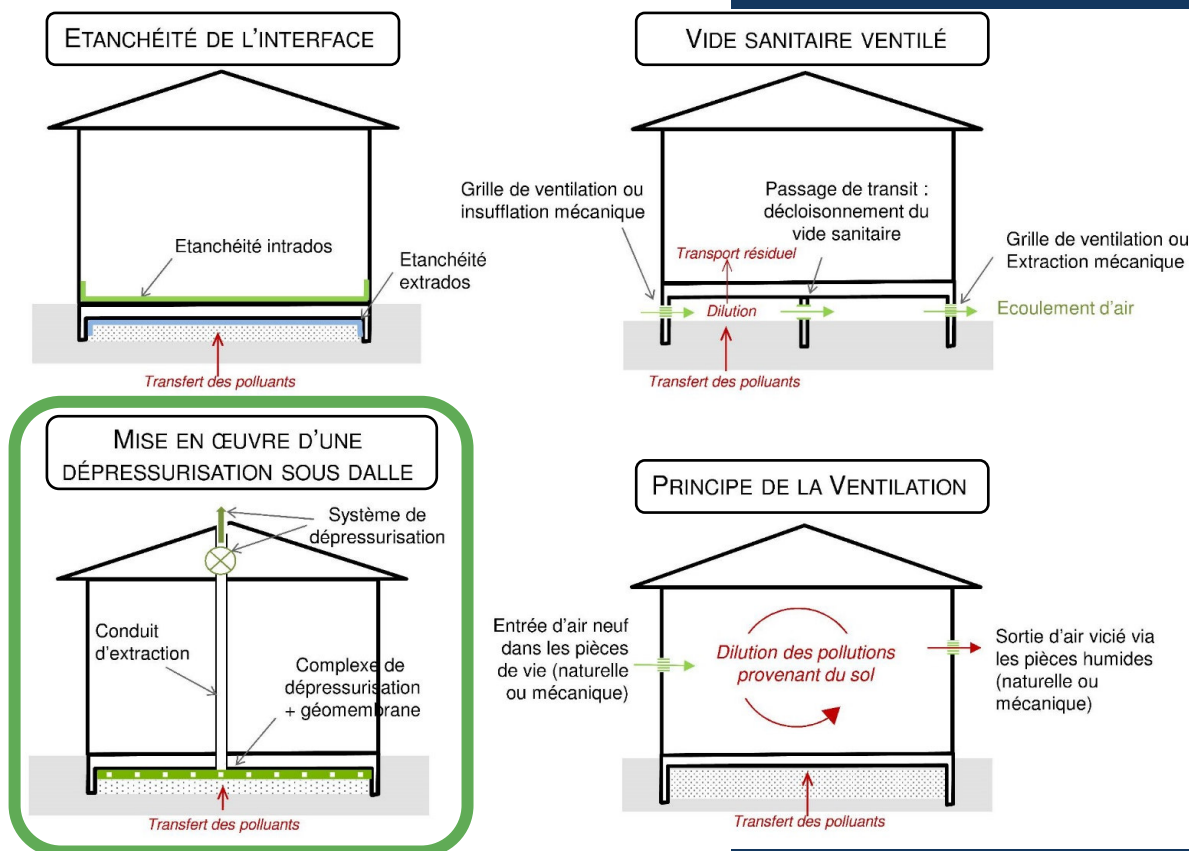 ETANCHÉITÉ DE L'INTERFACE
Etanchéité intrados
Etanchéité
extrados
Transfert des polluants
VIDE SANITAIRE VENTILÉ
Grille de ventilation ou
insufflation mécanique
Passage de transit :
décloisonnement du
vide sanitaire
Transport résiduel
Grille de ventilation ou
Extraction mécanique
Dilution
Ecoulement d'air
Transfert des polluants
MISE EN ŒUVRE D'UNE
DÉPRESSURISATION SOUS DALLE
Système de
dépressurisation
Conduit
d'extraction
Complexe de
dépressurisation
+ géomembrane
Transfert des polluants
PRINCIPE DE LA VENTILATION
Entrée d'air neuf
dans les pièces
de vie (naturelle
ou mécanique)
Dilution des pollutions
provenant du sol
Sortie d'air vicié via
les pièces humides
(naturelle ou
mécanique)
Transfert des polluants